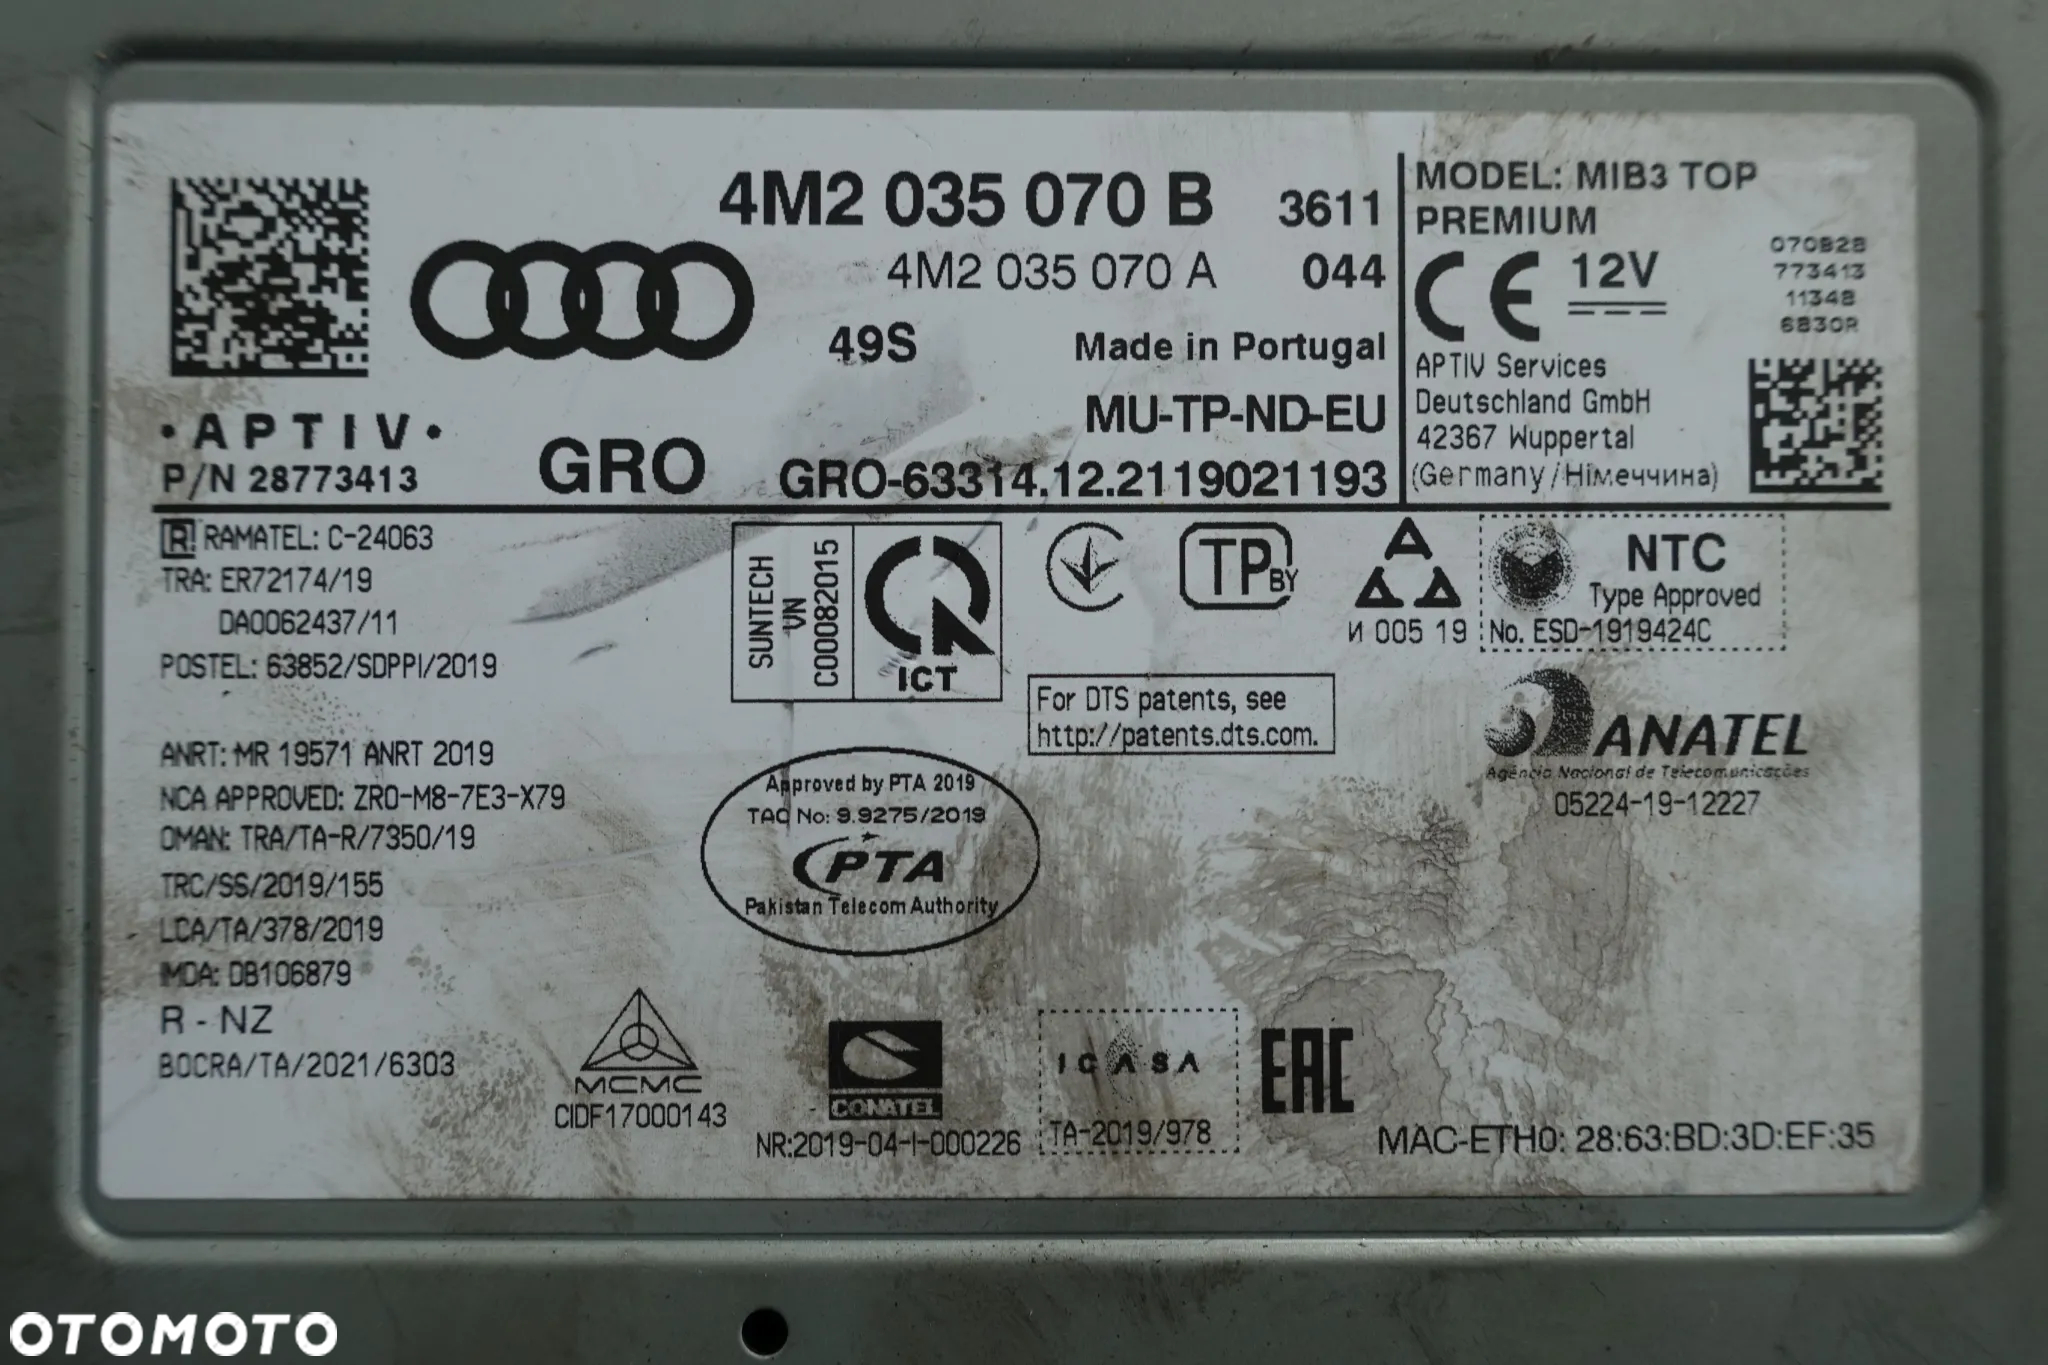 4M2 035 070 B 3611
4M2 035 070 A 044
49S Made in Portugal
MU-TP-ND-EU
• APTIV •
P/N 28773413
GRO GRO-63314.12.2119021193
MODEL: MIB3 TOP
PREMIUM
CE 12V
070828
773413
11348
6830R
APTIV Services
Deutschland GmbH
42367 Wuppertal
(Germany/Німеччина)
R! RAMATEL: C-24063
TRA: ER72174/19
DA0062437/11
POSTEL: 63852/SDPPI/2019
ANRT: MR 19571 ANRT 2019
NCA APPROVED: ZRO-M8-7E3-X79
OMAN: TRA/TA-R/7350/19
TRC/SS/2019/155
LCA/TA/378/2019
IMDA: DB106879
R - NZ
BOCRA/TA/2021/6303
SUNTECH
VN
C00082015
ICT
TP BY
И 005 19
NTC
Type Approved
No. ESD-1919424C
For DTS patents, see
http://patents.dts.com.
ANATEL
Agência Nacional de Telecomunicações
05224-19-12227
Approved by PTA 2019
TAC No: 9.9275/2019
PTA
Pakistan Telecom Authority
MCMC
CIDF17000143
CONATEL
NR:2019-04-I-000226
ICASA
TA-2019/978
EAC
MAC-ETH0: 28:63:BD:3D:EF:35
OTOMOTO